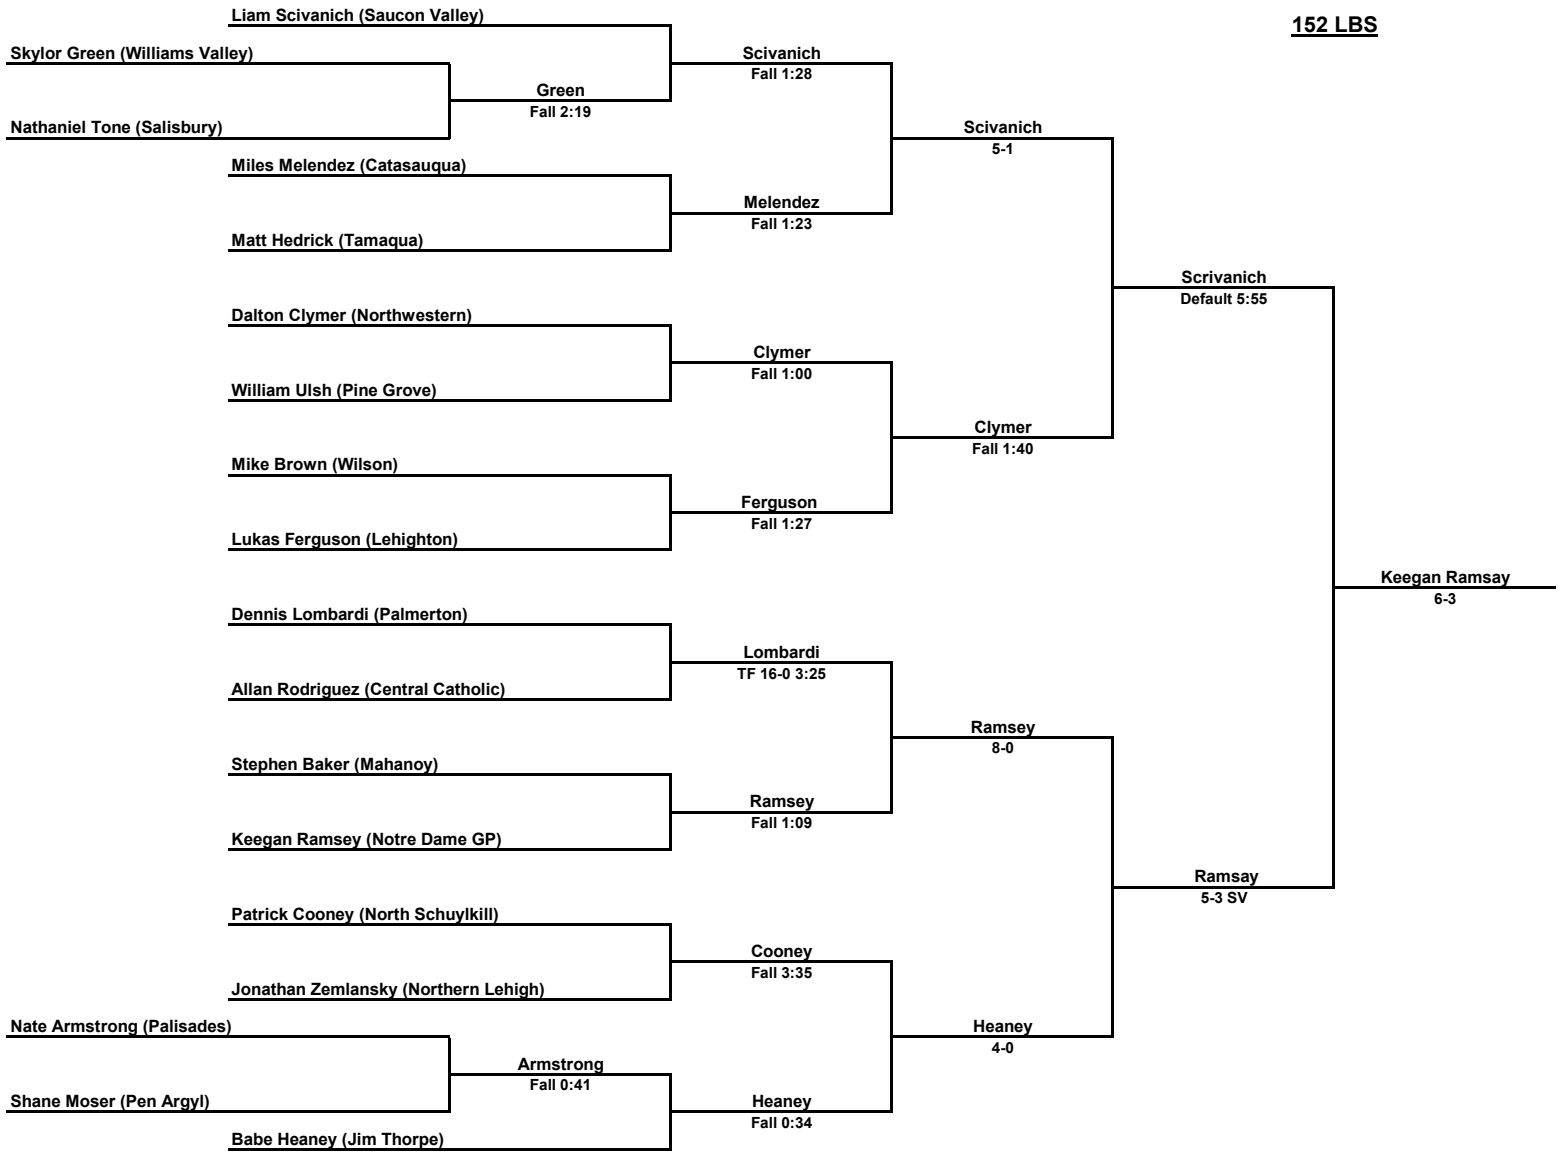 Liam Scivanich (Saucon Valley)
152 LBS
Skylor Green (Williams Valley)
Scivanich
Fall 1:28
Green
Fall 2:19
Nathaniel Tone (Salisbury)
Scivanich
5-1
Miles Melendez (Catasauqua)
Melendez
Fall 1:23
Matt Hedrick (Tamaqua)
Scrivanich
Default 5:55
Dalton Clymer (Northwestern)
Clymer
Fall 1:00
William Ulsh (Pine Grove)
Clymer
Fall 1:40
Mike Brown (Wilson)
Ferguson
Fall 1:27
Lukas Ferguson (Lehighton)
Keegan Ramsay
6-3
Dennis Lombardi (Palmerton)
Lombardi
TF 16-0 3:25
Allan Rodriguez (Central Catholic)
Ramsey
8-0
Stephen Baker (Mahanoy)
Ramsey
Fall 1:09
Keegan Ramsey (Notre Dame GP)
Ramsay
5-3 SV
Patrick Cooney (North Schuylkill)
Cooney
Fall 3:35
Jonathan Zemlansky (Northern Lehigh)
Nate Armstrong (Palisades)
Heaney
4-0
Armstrong
Fall 0:41
Shane Moser (Pen Argyl)
Heaney
Fall 0:34
Babe Heaney (Jim Thorpe)